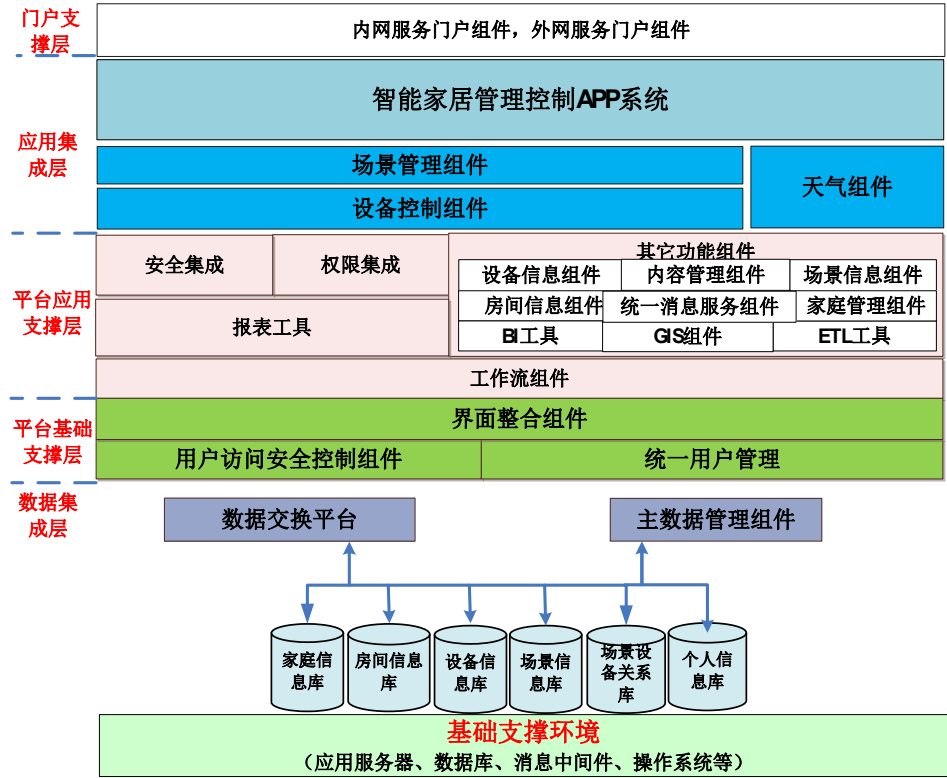 门户支
撑层
内网服务门户组件，外网服务门户组件
智能家居管理控制APP系统
应用集
成层
场景管理组件
天气组件
设备控制组件
安全集成
权限集成
其它功能组件
设备信息组件
内容管理组件
场景信息组件
平台应用
支撑层
房间信息组件
统一消息服务组件
家庭管理组件
报表工具
BI工具
GIS组件
ETL工具
工作流组件
平台基础
支撑层
界面整合组件
用户访问安全控制组件
统一用户管理
数据集
成层
数据交换平台
主数据管理组件
家庭信
息库
房间信息
库
设备信
息库
场景信
息库
场景设
备关系
库
个人信
息库
基础支撑环境
（应用服务器、数据库、消息中间件、操作系统等）